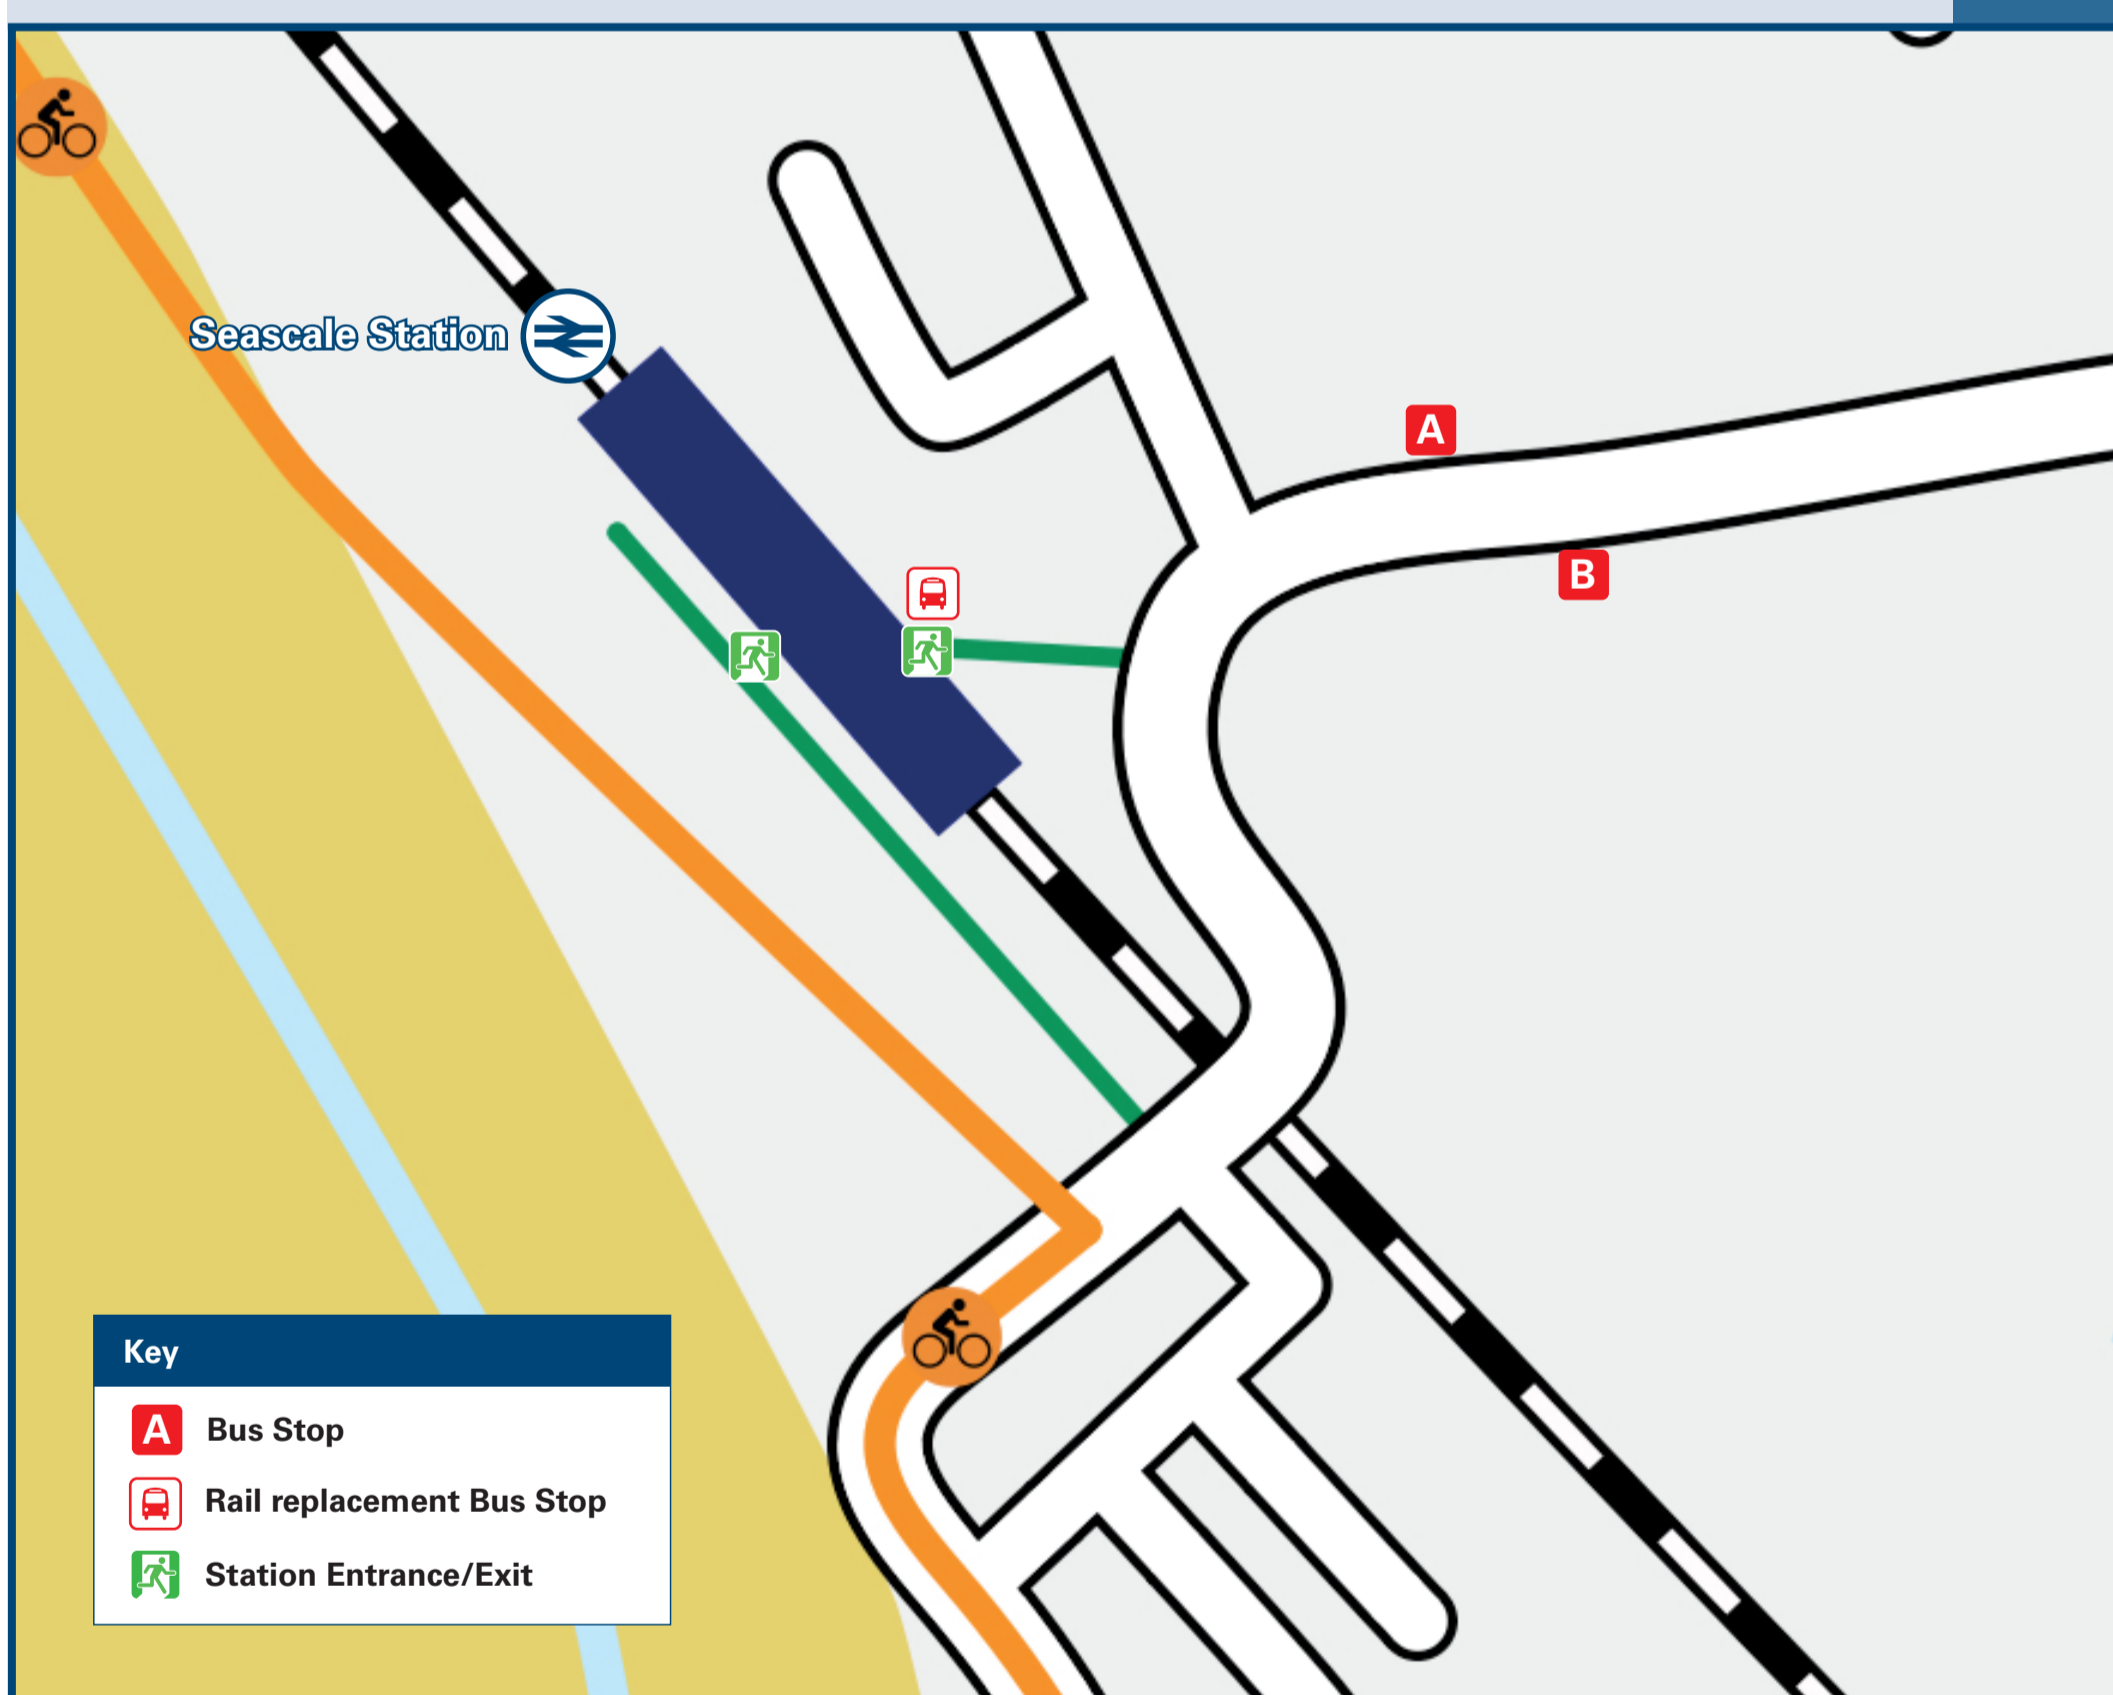 Seascale Station
A
B
Key
A Bus Stop
Rail replacement Bus Stop
Station Entrance/Exit